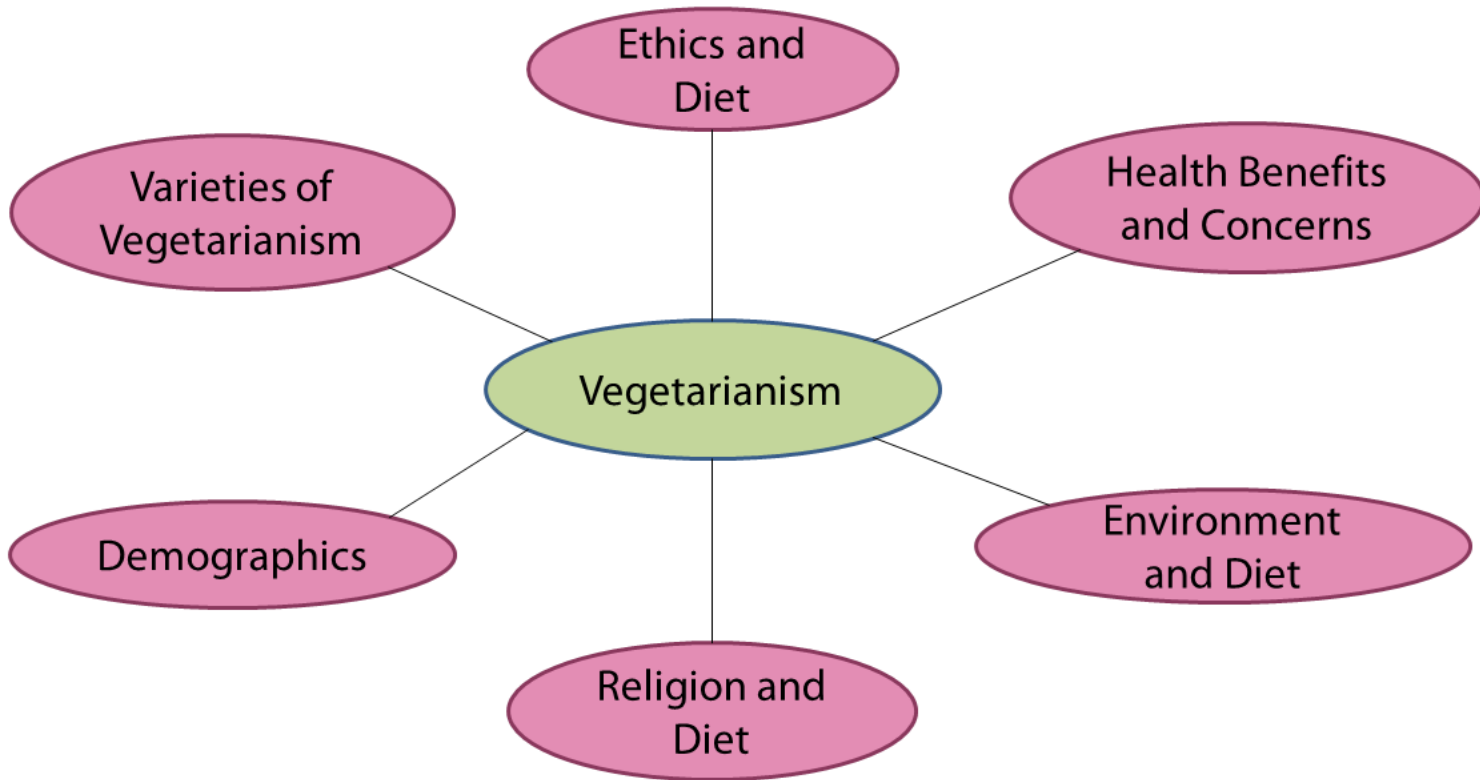 Ethics and
Diet
Varieties of
Vegetarianism
Health Benefits
and Concerns
Vegetarianism
Demographics
Environment
and Diet
Religion and
Diet